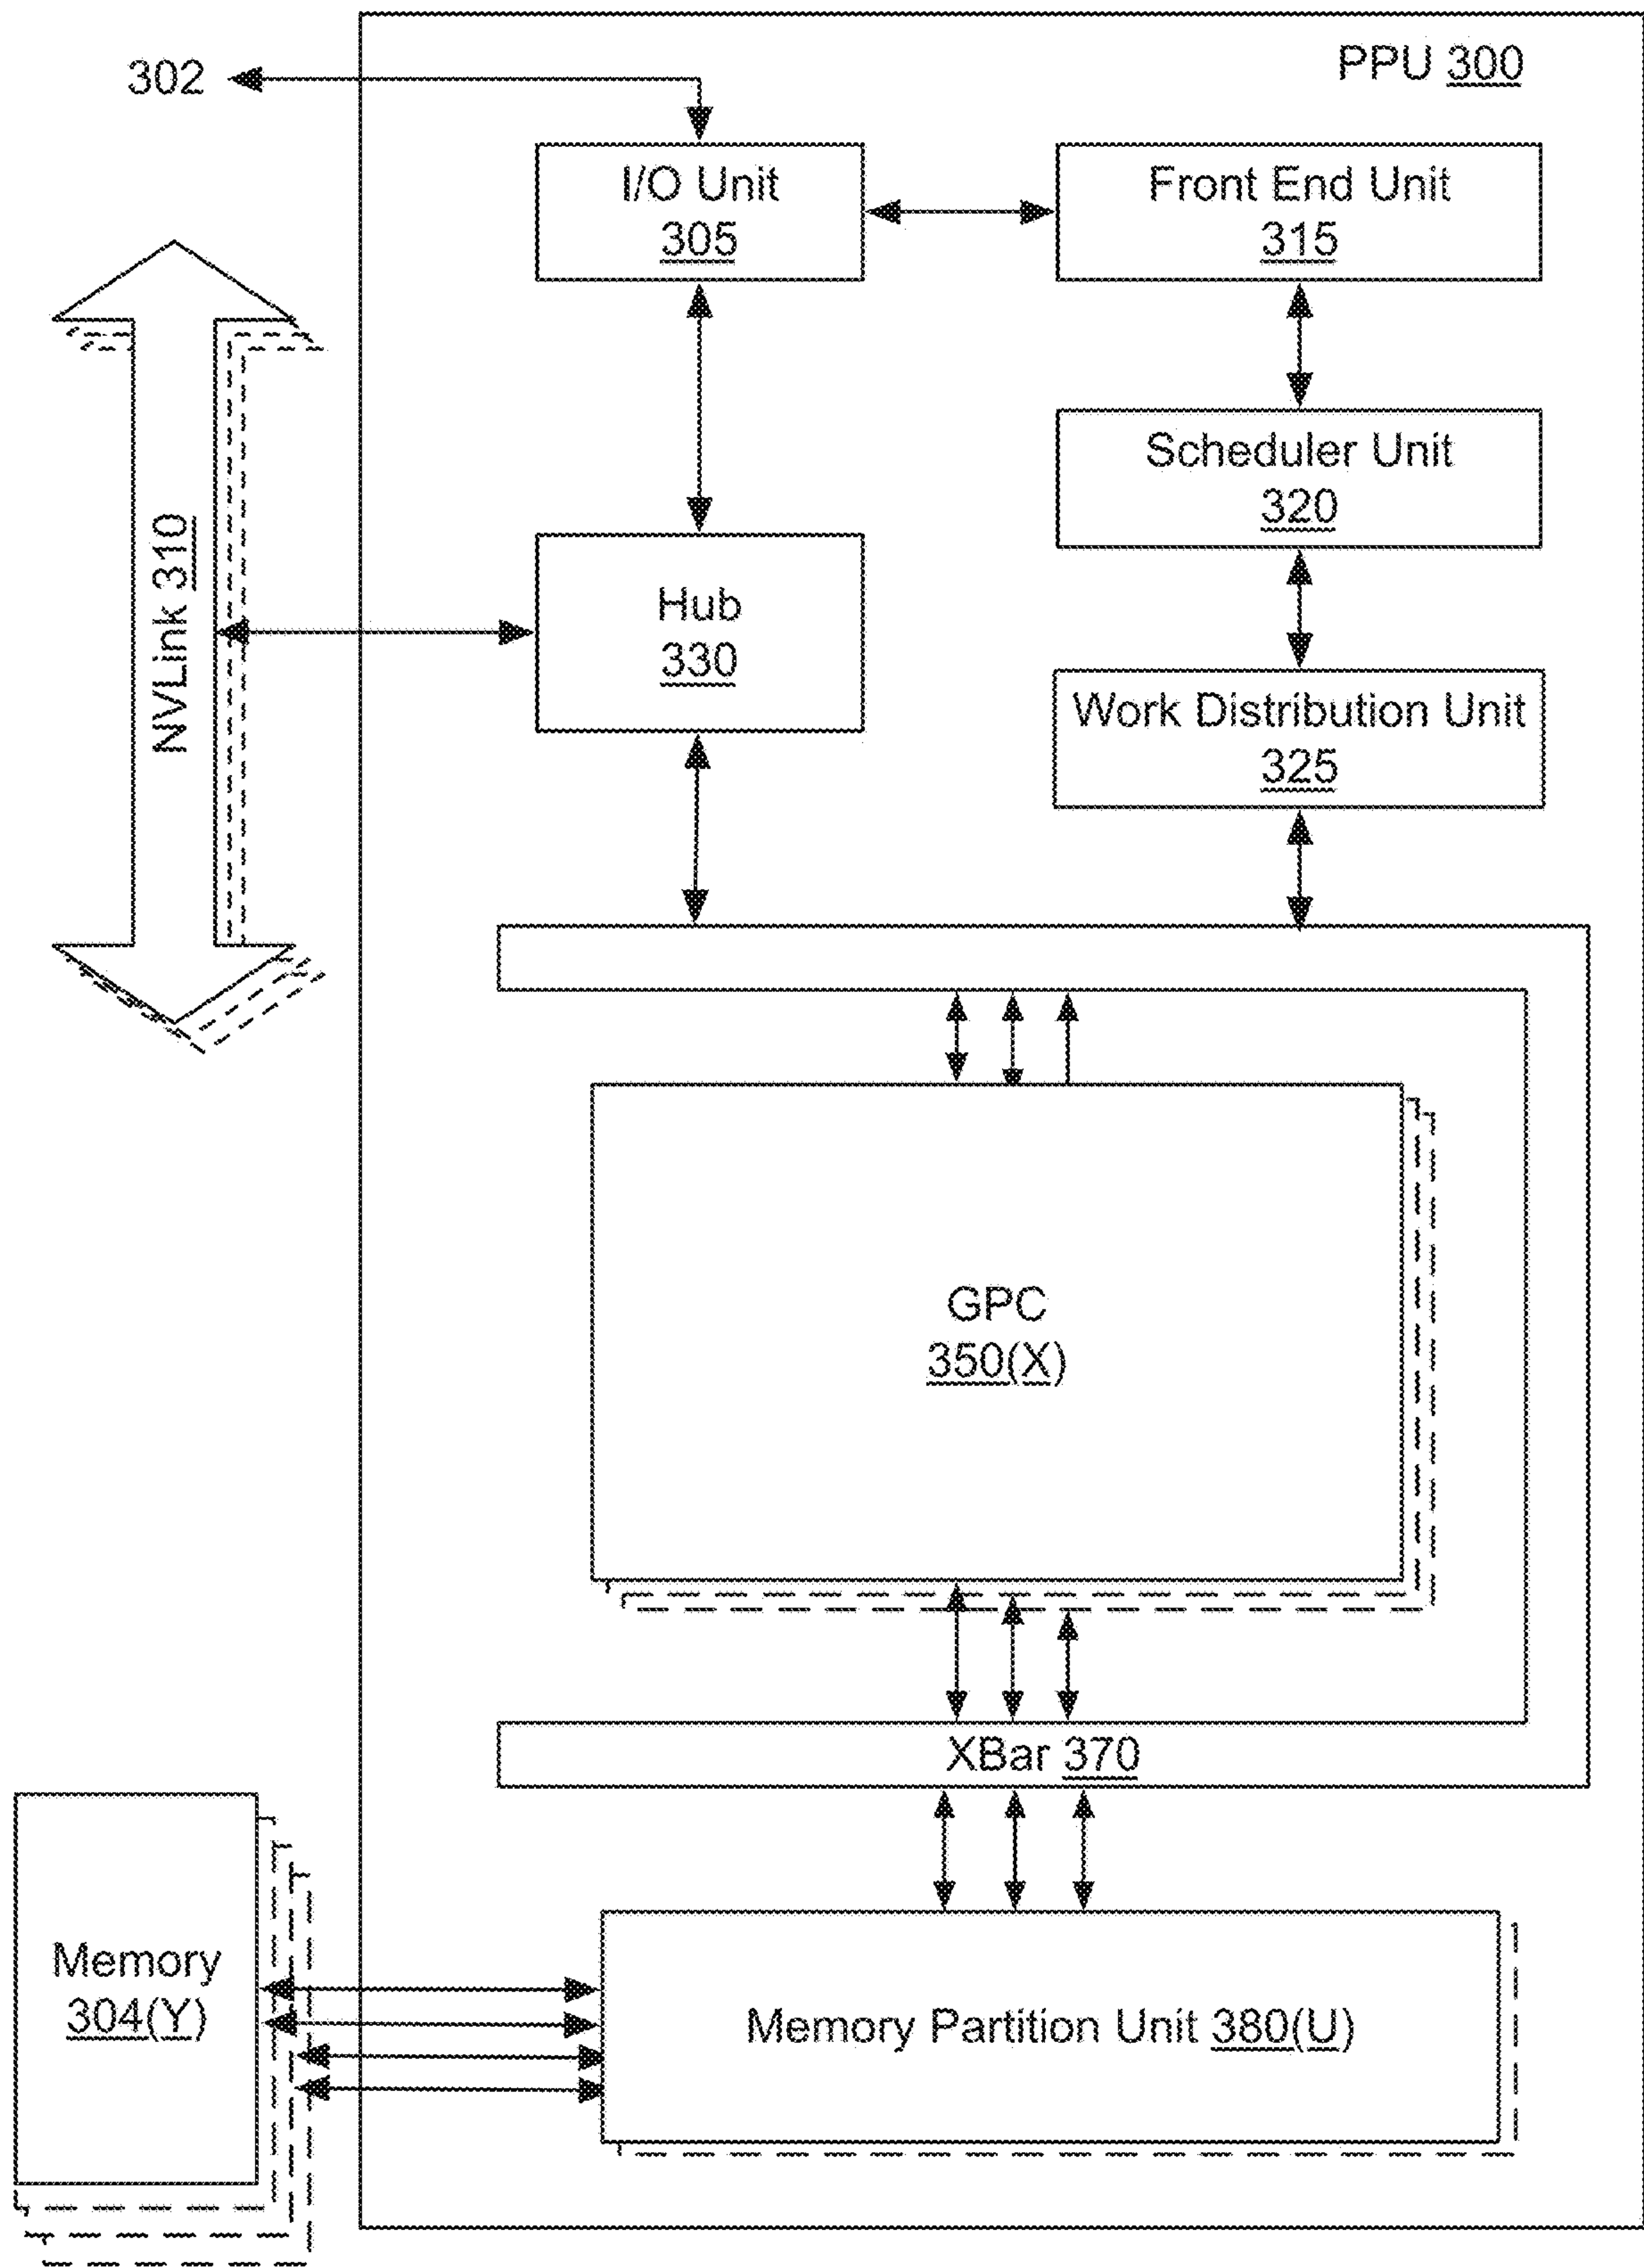 PPU 300
302
I/O Unit
305
Front End Unit
315
Scheduler Unit
320
NVLink 310
Hub
330
Work Distribution Unit
325
GPC
350(X)
XBar 370
Memory
304(Y)
Memory Partition Unit 380(U)